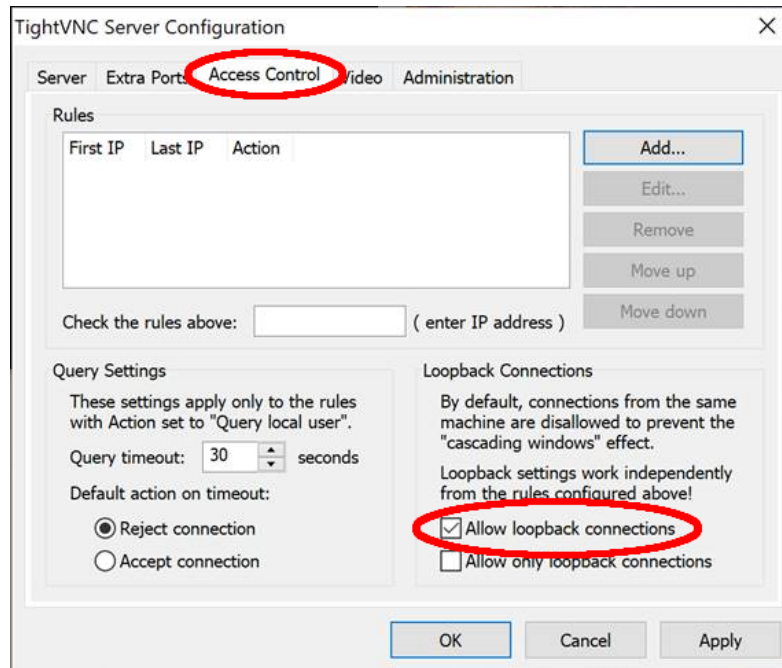 TightVNC Server Configuration
Server Extra Ports Access Control Video Administration
Rules
First IP Last IP Action
Add...
Edit...
Remove
Move up
Move down
Check the rules above: ( enter IP address )
Query Settings
These settings apply only to the rules
with Action set to "Query local user".
Query timeout: 30 seconds
Default action on timeout:
Reject connection
Accept connection
Loopback Connections
By default, connections from the same
machine are disallowed to prevent the
"cascading windows" effect.
Loopback settings work independently
from the rules configured above!
Allow loopback connections
Allow only loopback connections
OK Cancel Apply